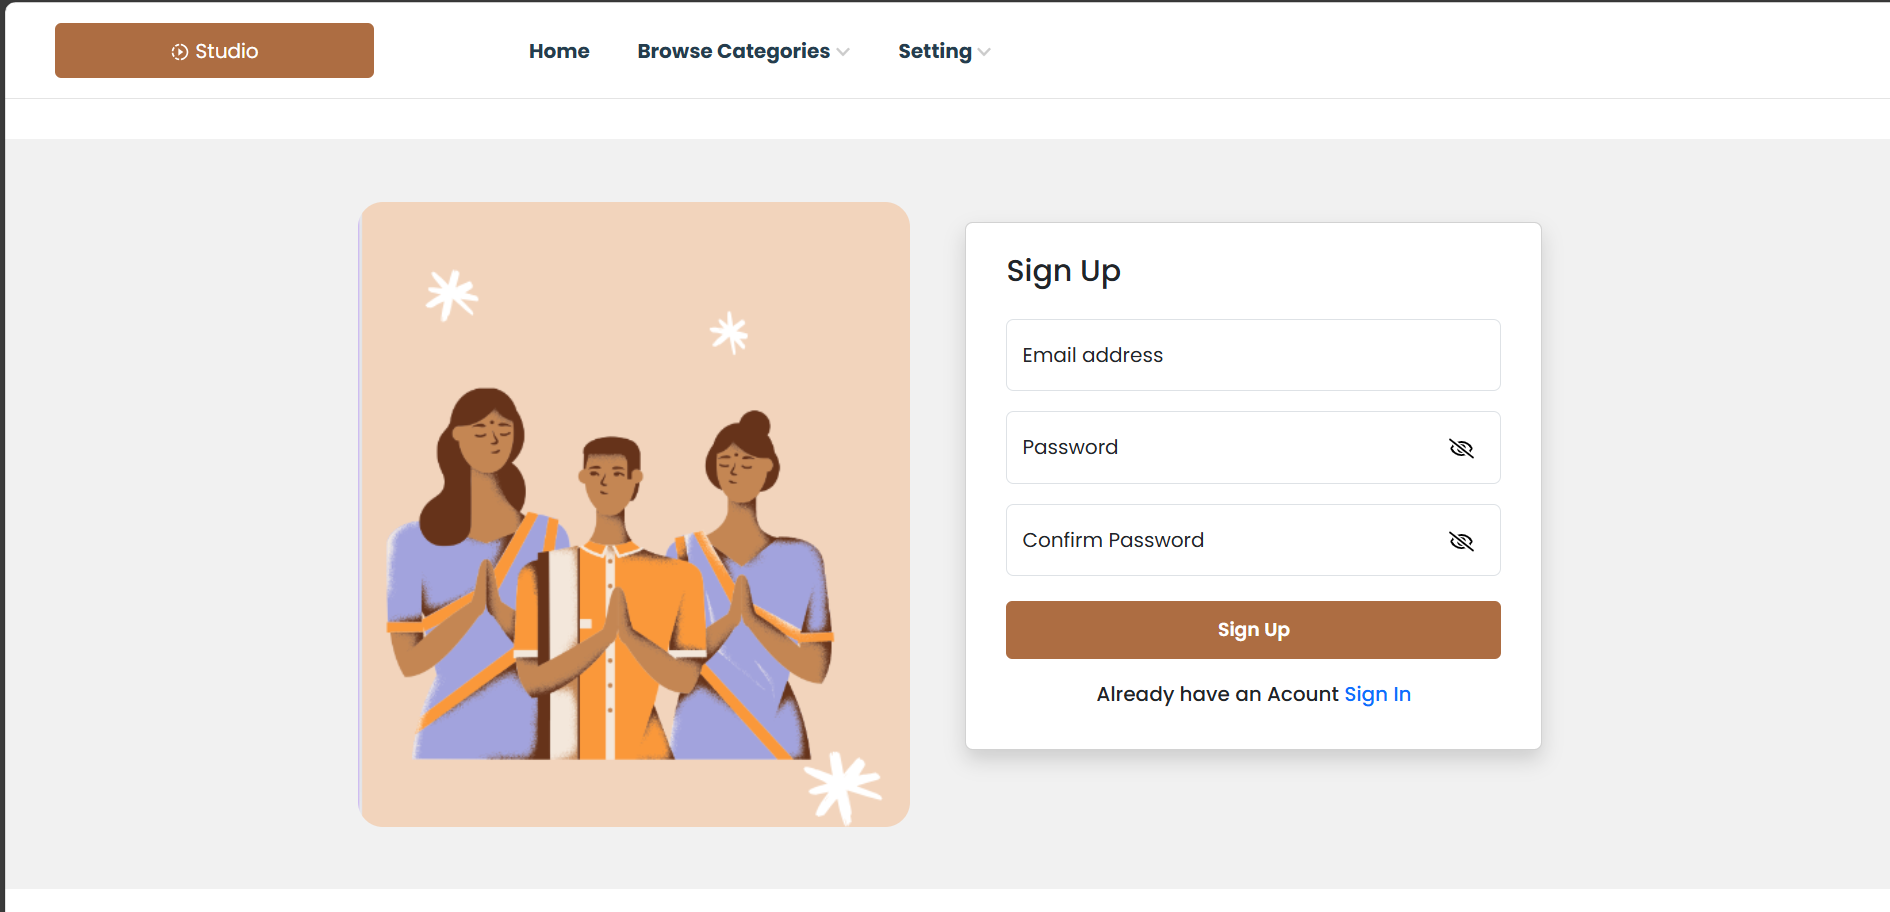 Studio
Home
Browse Categories
Setting
Sign Up
Email address
Password
Confirm Password
Sign Up
Already have an Acount Sign In